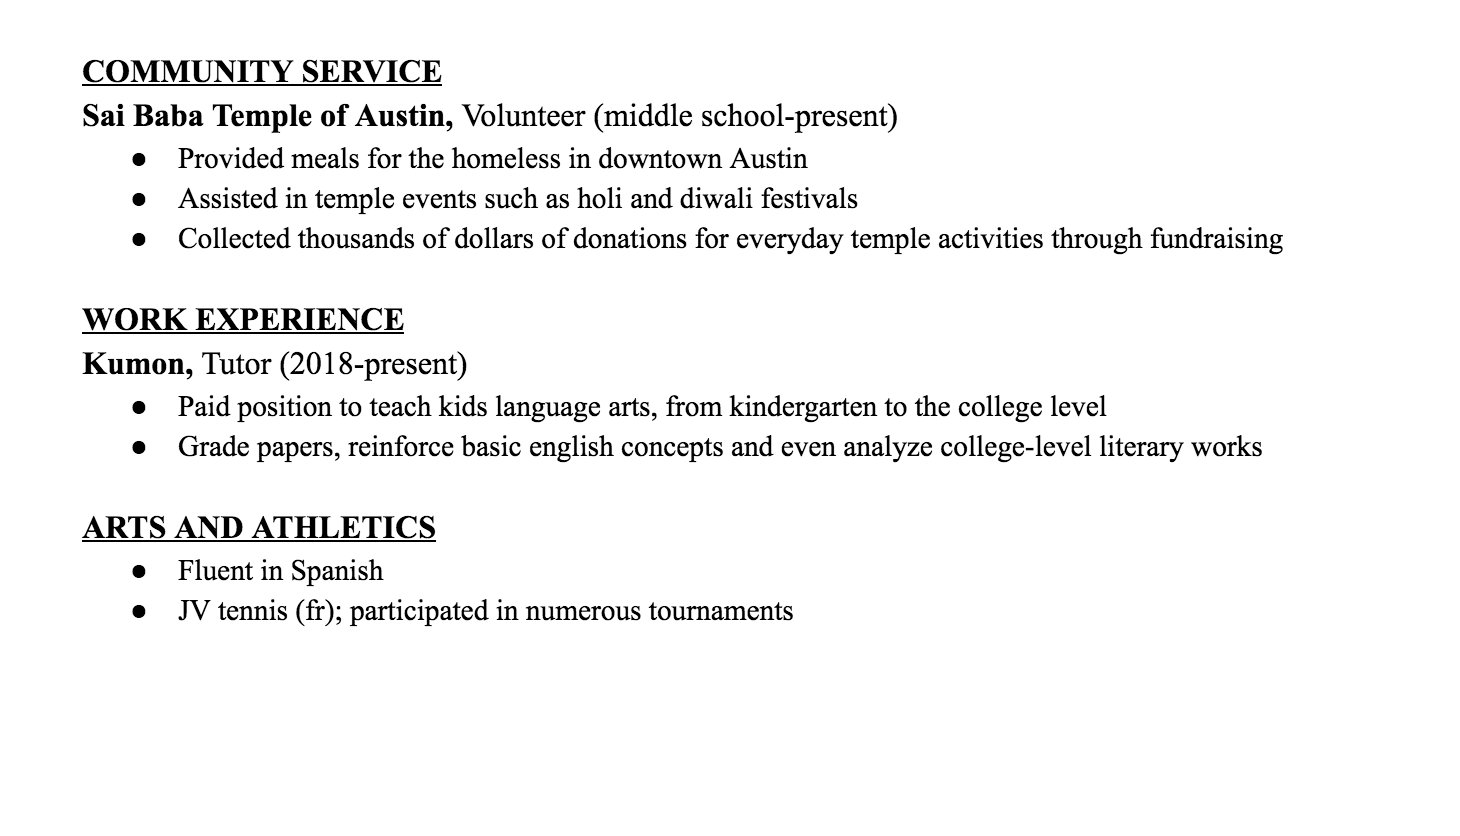 COMMUNITY SERVICE
Sai Baba Temple of Austin, Volunteer (middle school-present)
● Provided meals for the homeless in downtown Austin
● Assisted in temple events such as holi and diwali festivals
● Collected thousands of dollars of donations for everyday temple activities through fundraising
WORK EXPERIENCE
Kumon, Tutor (2018-present)
● Paid position to teach kids language arts, from kindergarten to the college level
● Grade papers, reinforce basic english concepts and even analyze college-level literary works
ARTS AND ATHLETICS
● Fluent in Spanish
● JV tennis (fr); participated in numerous tournaments